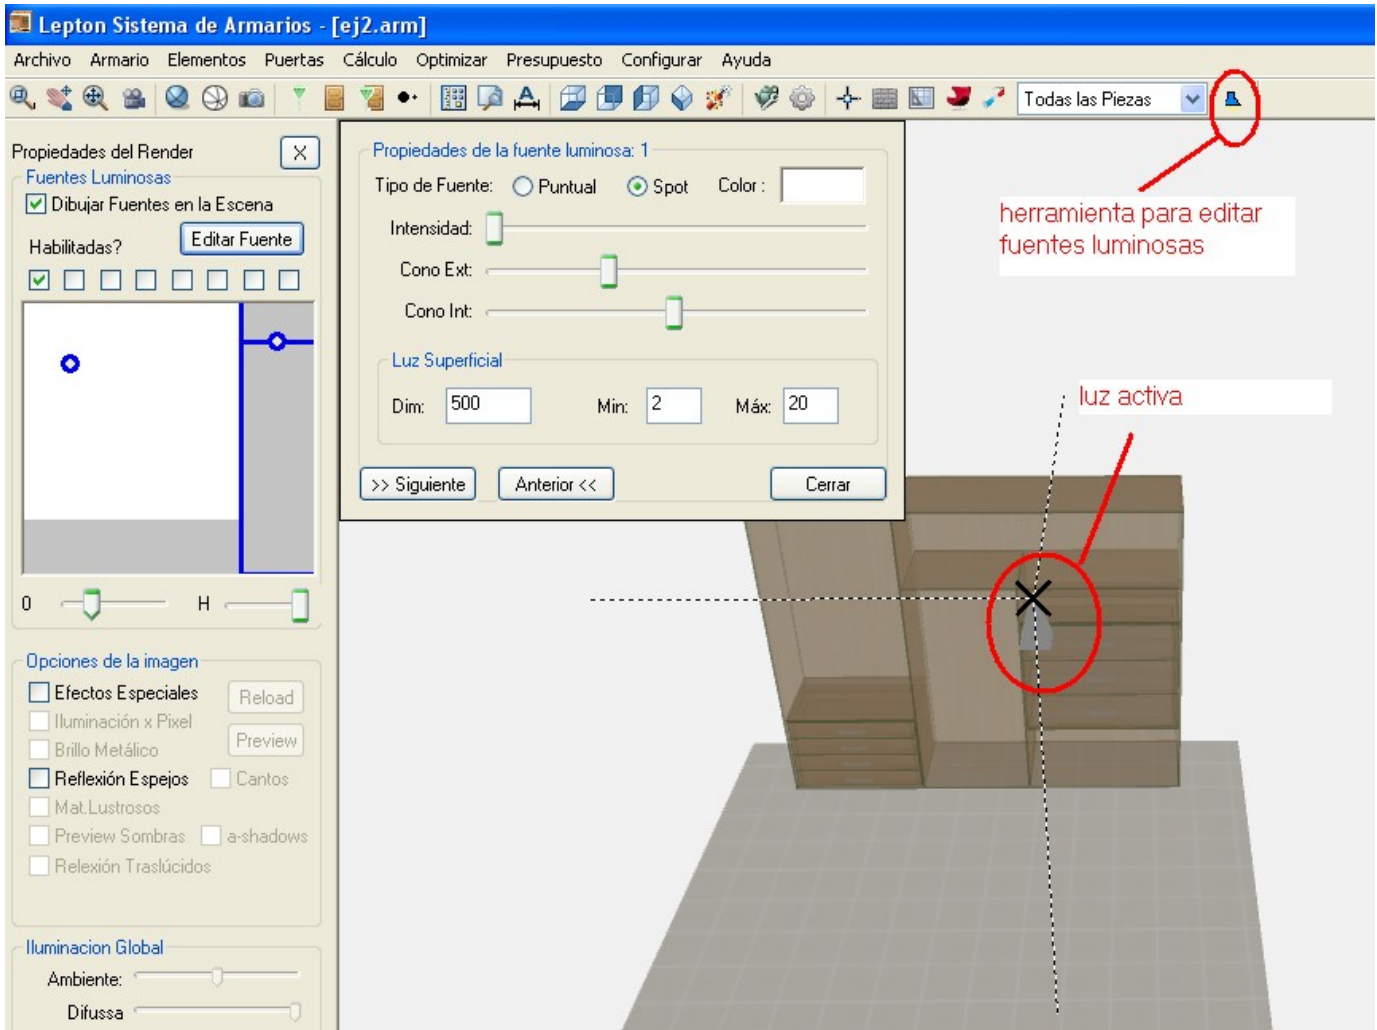 Lepton Sistema de Armarios - [ej2.arm]
Archivo Armario Elementos Puertas Cálculo Optimizar Presupuesto Configurar Ayuda
Todas las Piezas
Propiedades del Render X
Fuentes Luminosas
Dibujar Fuentes en la Escena
Habilitadas? Editar Fuente
0 H
Opciones de la imagen
Efectos Especiales Reload
Iluminación x Pixel
Brillo Metálico Preview
Reflexión Espejos Cantos
Mat.Lustrosos
Preview Sombras a-shadows
Relexión Traslúcidos
Iluminacion Global
Ambiente:
Difussa
Propiedades de la fuente luminosa: 1
Tipo de Fuente: Puntual Spot Color :
Intensidad:
Cono Ext:
Cono Int:
Luz Superficial
Dim: 500 Min: 2 Máx: 20
>> Siguiente Anterior << Cerrar
herramienta para editar
fuentes luminosas
luz activa